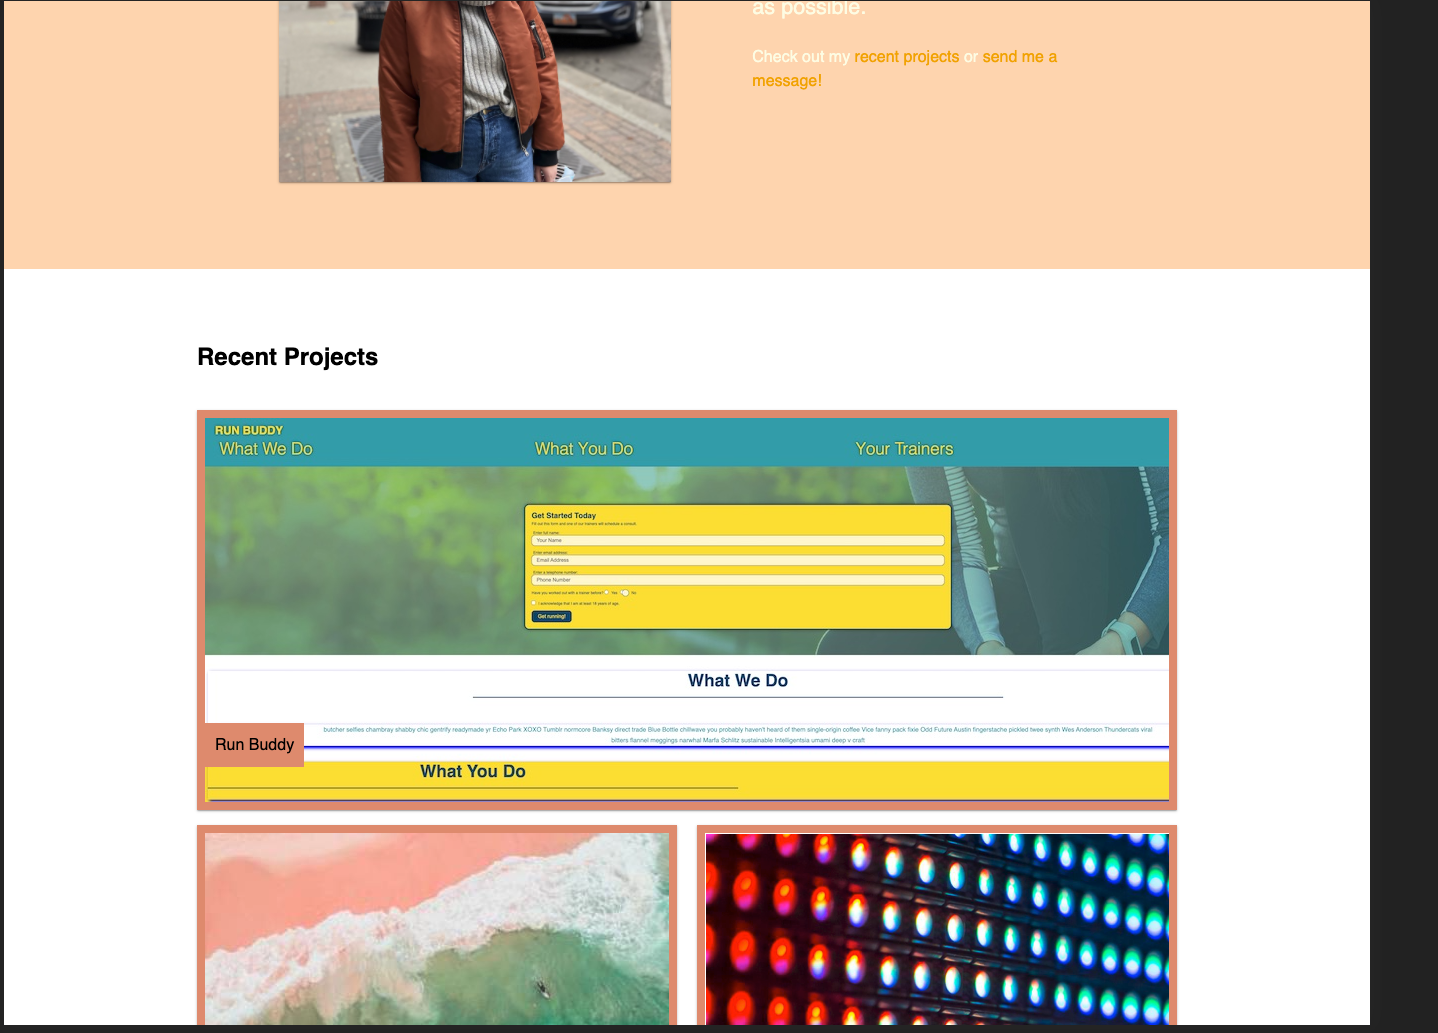 as possible.
Check out my recent projects or send me a
message!
Recent Projects
RUN BUDDY
What We Do
What You Do
Your Trainers
Get Started Today
Fill out the form and one of our trainers will schedule a consult.
Enter full name:
Your Name
Enter email address:
Email Address
Enter a telephone number:
Phone Number
Have you worked out with a trainer before? Yes No
I acknowledge that I am at least 18 years of age.
Get running!
What We Do
butcher selfies chambray shabby chic gentrify readymade yr Echo Park XOXO Tumblr normcore Banksy direct trade Blue Bottle chillwave you probably haven't heard of them single-origin coffee Vice fanny pack fixie Odd Future Austin fingerstache pickled twee synth Wes Anderson Thundercats viral
bitters flannel meggings narwhal Marfa Schlitz sustainable Intelligentsia umami deep v craft
Run Buddy
What You Do